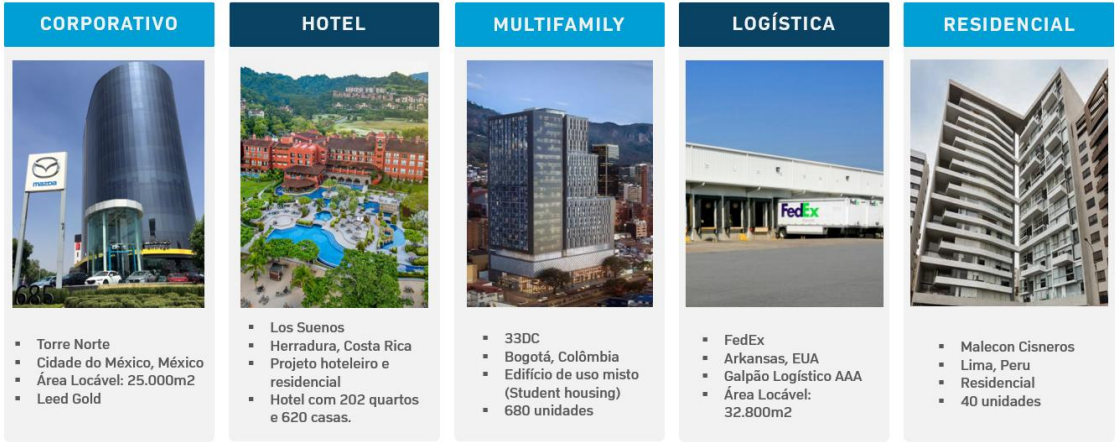 CORPORATIVO
mazda
685
▪ Torre Norte
▪ Cidade do México, México
▪ Área Locável: 25.000m2
▪ Leed Gold
HOTEL
▪ Los Suenos
▪ Herradura, Costa Rica
▪ Projeto hoteleiro e
residencial
▪ Hotel com 202 quartos
e 620 casas.
MULTIFAMILY
▪ 33DC
▪ Bogotá, Colômbia
▪ Edifício de uso misto
(Student housing)
▪ 680 unidades
LOGÍSTICA
FedEx
▪ FedEx
▪ Arkansas, EUA
▪ Galpão Logístico AAA
▪ Área Locável:
32.800m2
RESIDENCIAL
▪ Malecon Cisneros
▪ Lima, Peru
▪ Residencial
▪ 40 unidades